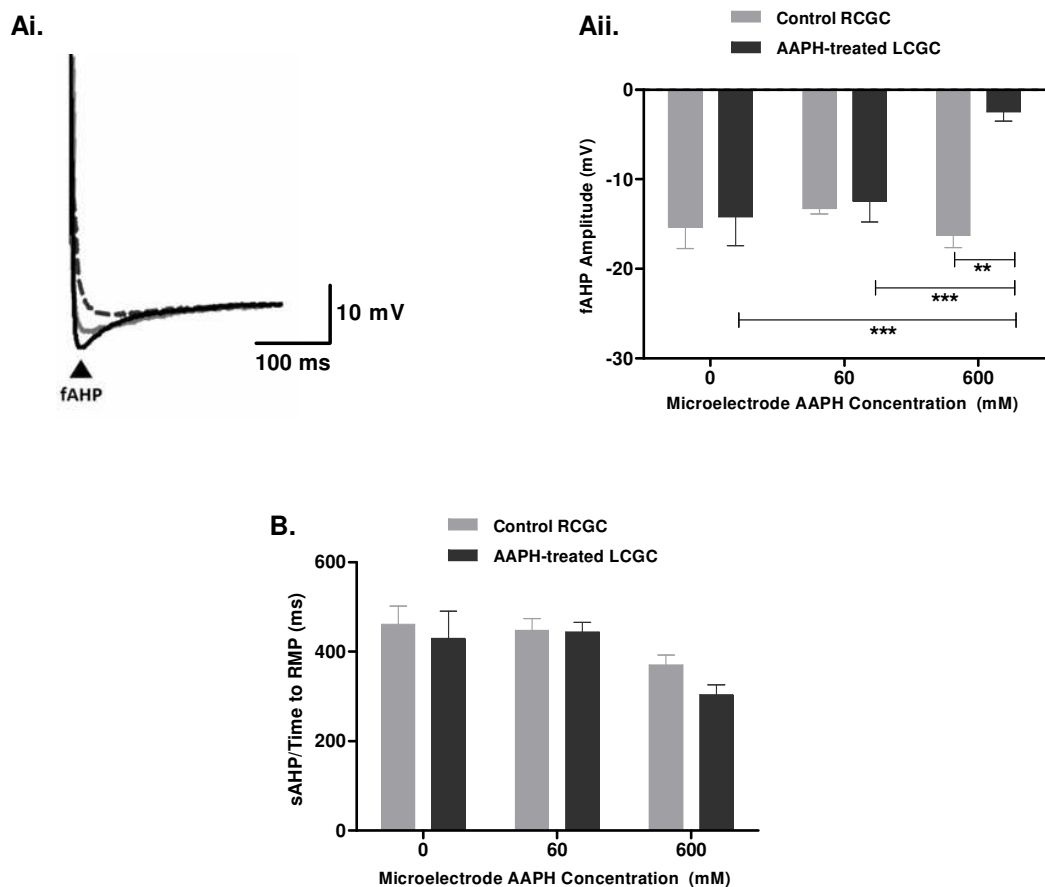 Ai.
10 mV
100 ms
fAHP
Aii.
Control RCGC
AAPH-treated LCGC
fAHP Amplitude (mV)
0
-10
-20
-30
**
***
***
0 60 600
Microelectrode AAPH Concentration (mM)
B.
Control RCGC
AAPH-treated LCGC
sAHP/Time to RMP (ms)
600
400
200
0
0 60 600
Microelectrode AAPH Concentration (mM)